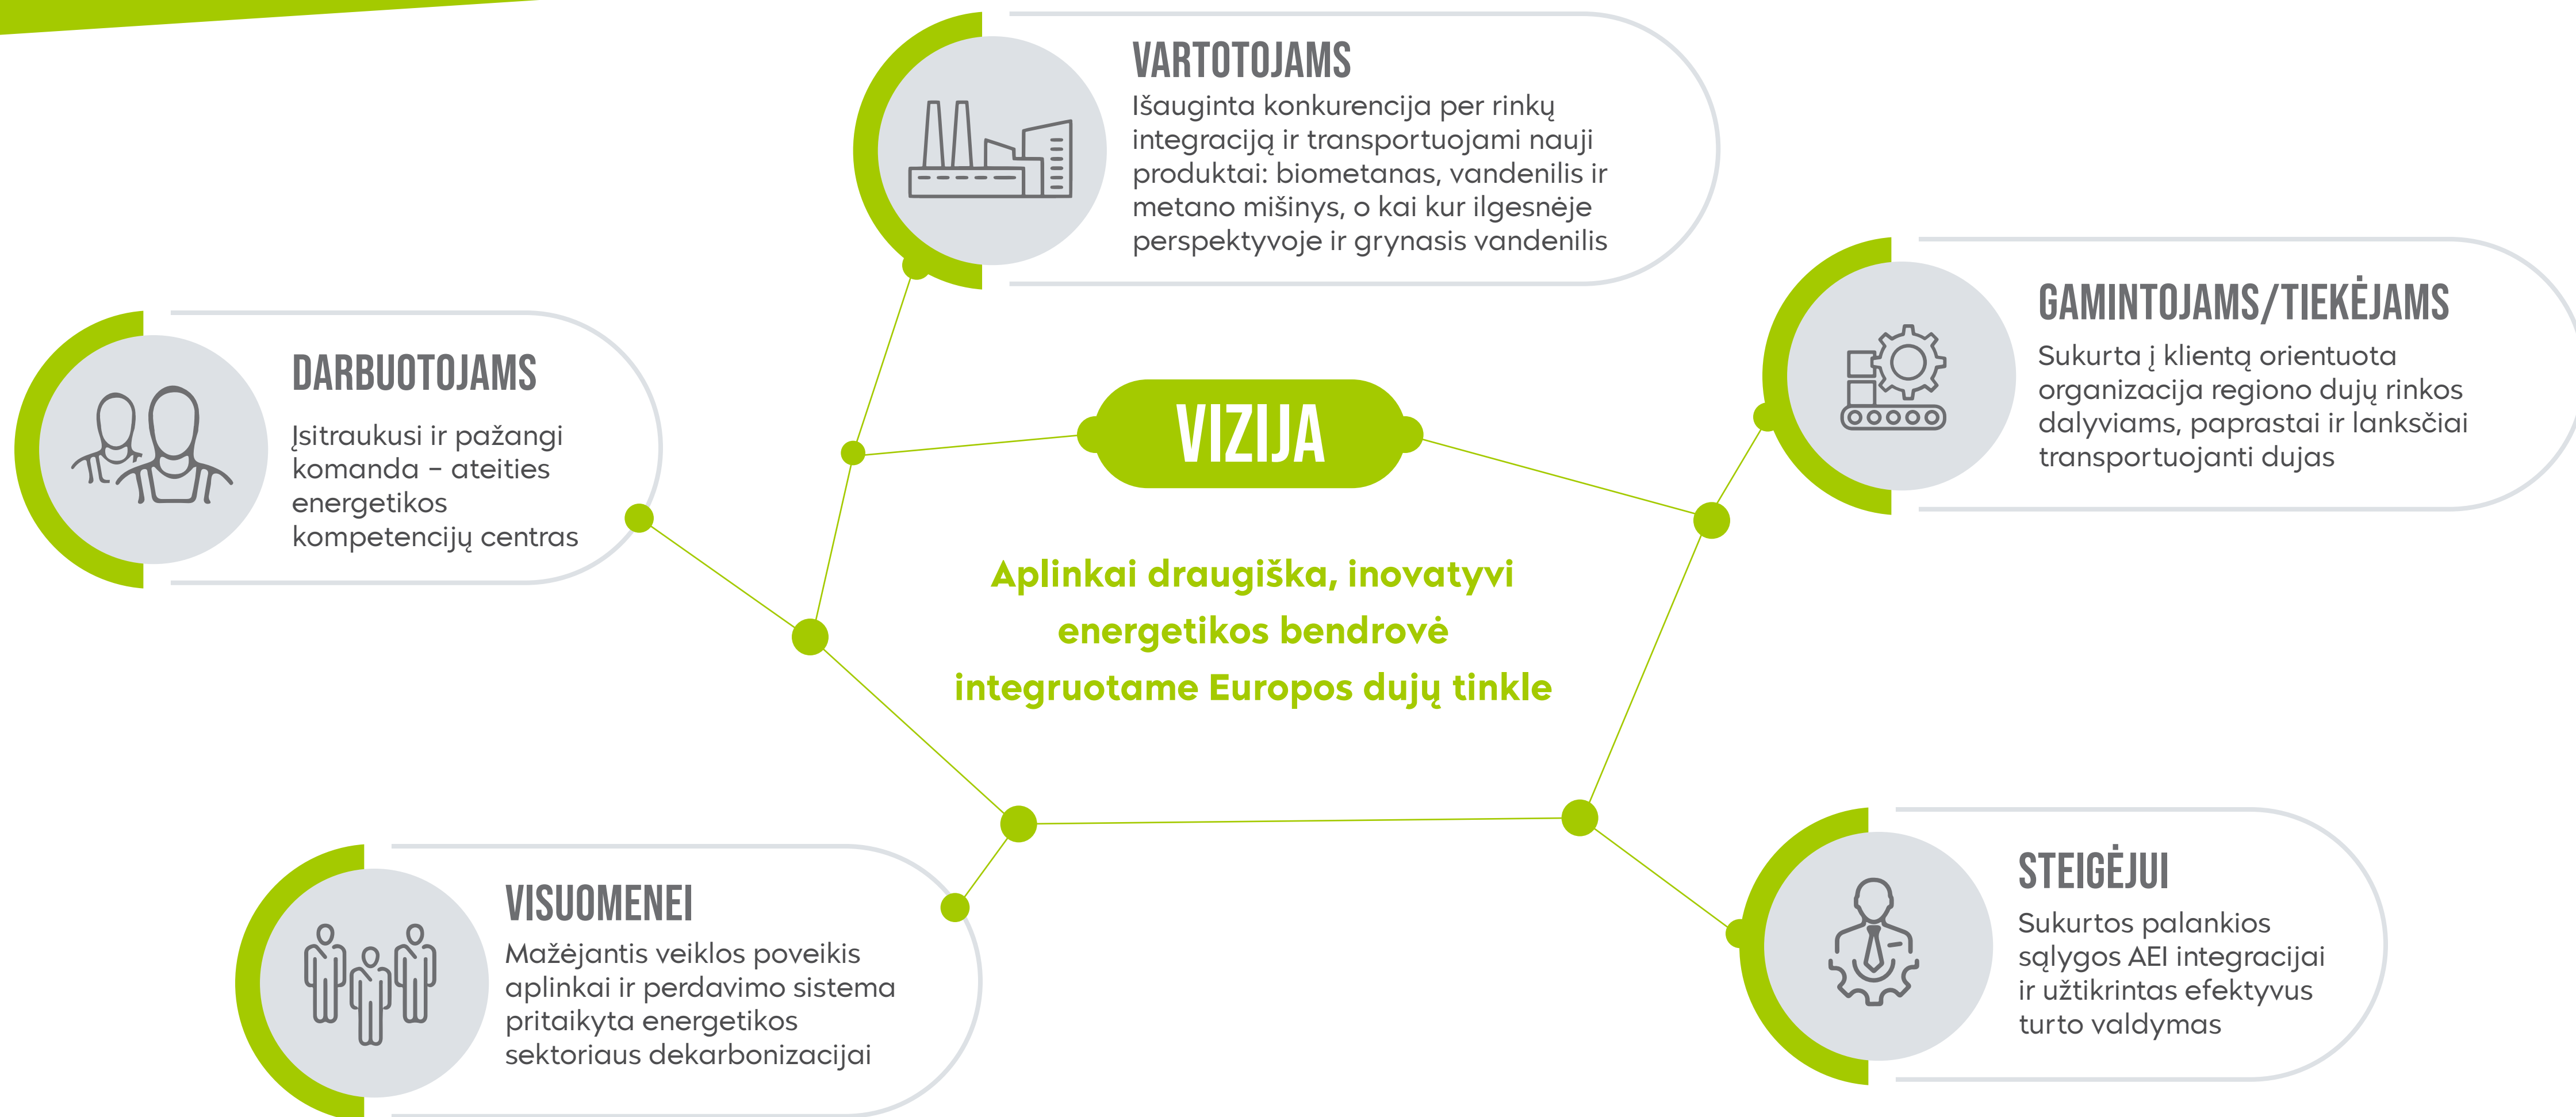 VARTOTOJAMS
Išauginta konkurencija per rinkų
integraciją ir transportuojami nauji
produktai: biometanas, vandenilis ir
metano mišinys, o kai kur ilgesnėje
perspektyvoje ir grynasis vandenilis
GAMINTOJAMS/TIEKĖJAMS
Sukurta į klientą orientuota
organizacija regiono dujų rinkos
dalyviams, paprastai ir lanksčiai
transportuojanti dujas
DARBUOTOJAMS
Įsitraukusi ir pažangi
komanda – ateities
energetikos
kompetencijų centras
VIZIJA
Aplinkai draugiška, inovatyvi
energetikos bendrovė
integruotame Europos dujų tinkle
VISUOMENEI
Mažėjantis veiklos poveikis
aplinkai ir perdavimo sistema
pritaikyta energetikos
sektoriaus dekarbonizacijai
STEIGĖJUI
Sukurtos palankios
sąlygos AEI integracijai
ir užtikrintas efektyvus
turto valdymas